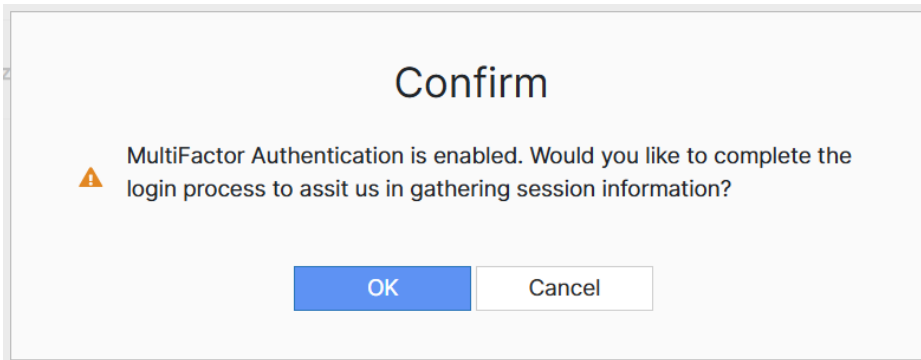 Confirm
MultiFactor Authentication is enabled. Would you like to complete the
login process to assit us in gathering session information?
OK
Cancel